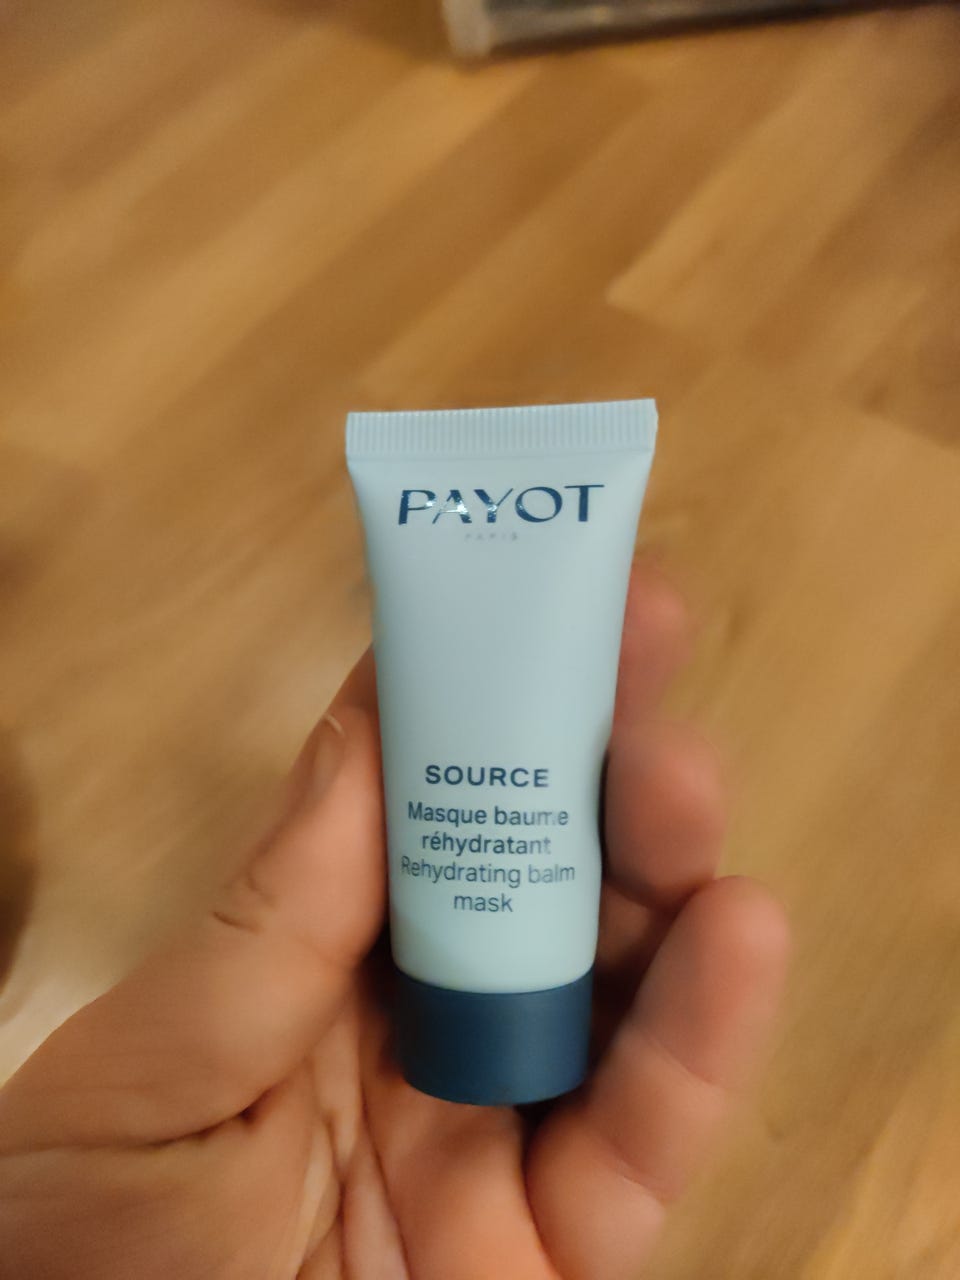 PAYOT
PARIS
SOURCE
Masque baume
réhydratant
Rehydrating balm
mask